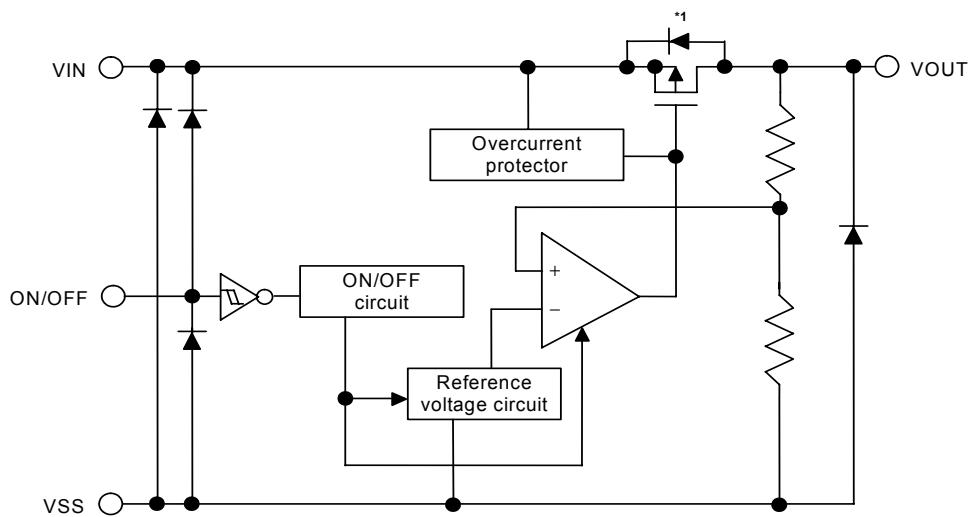 *1
VIN
VOUT
Overcurrent
protector
+
−
ON/OFF
ON/OFF
circuit
Reference
voltage circuit
VSS